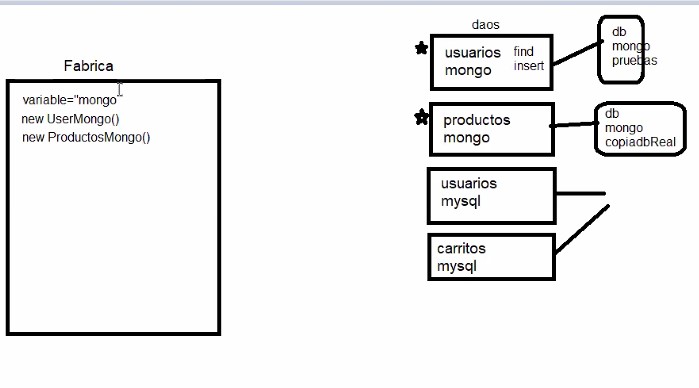 Fabrica
variable="mongo
new UserMongo()
new ProductosMongo()
daos
usuarios find
mongo insert
db
mongo
pruebas
productos
mongo
db
mongo
copiadbReal
usuarios
mysql
carritos
mysql